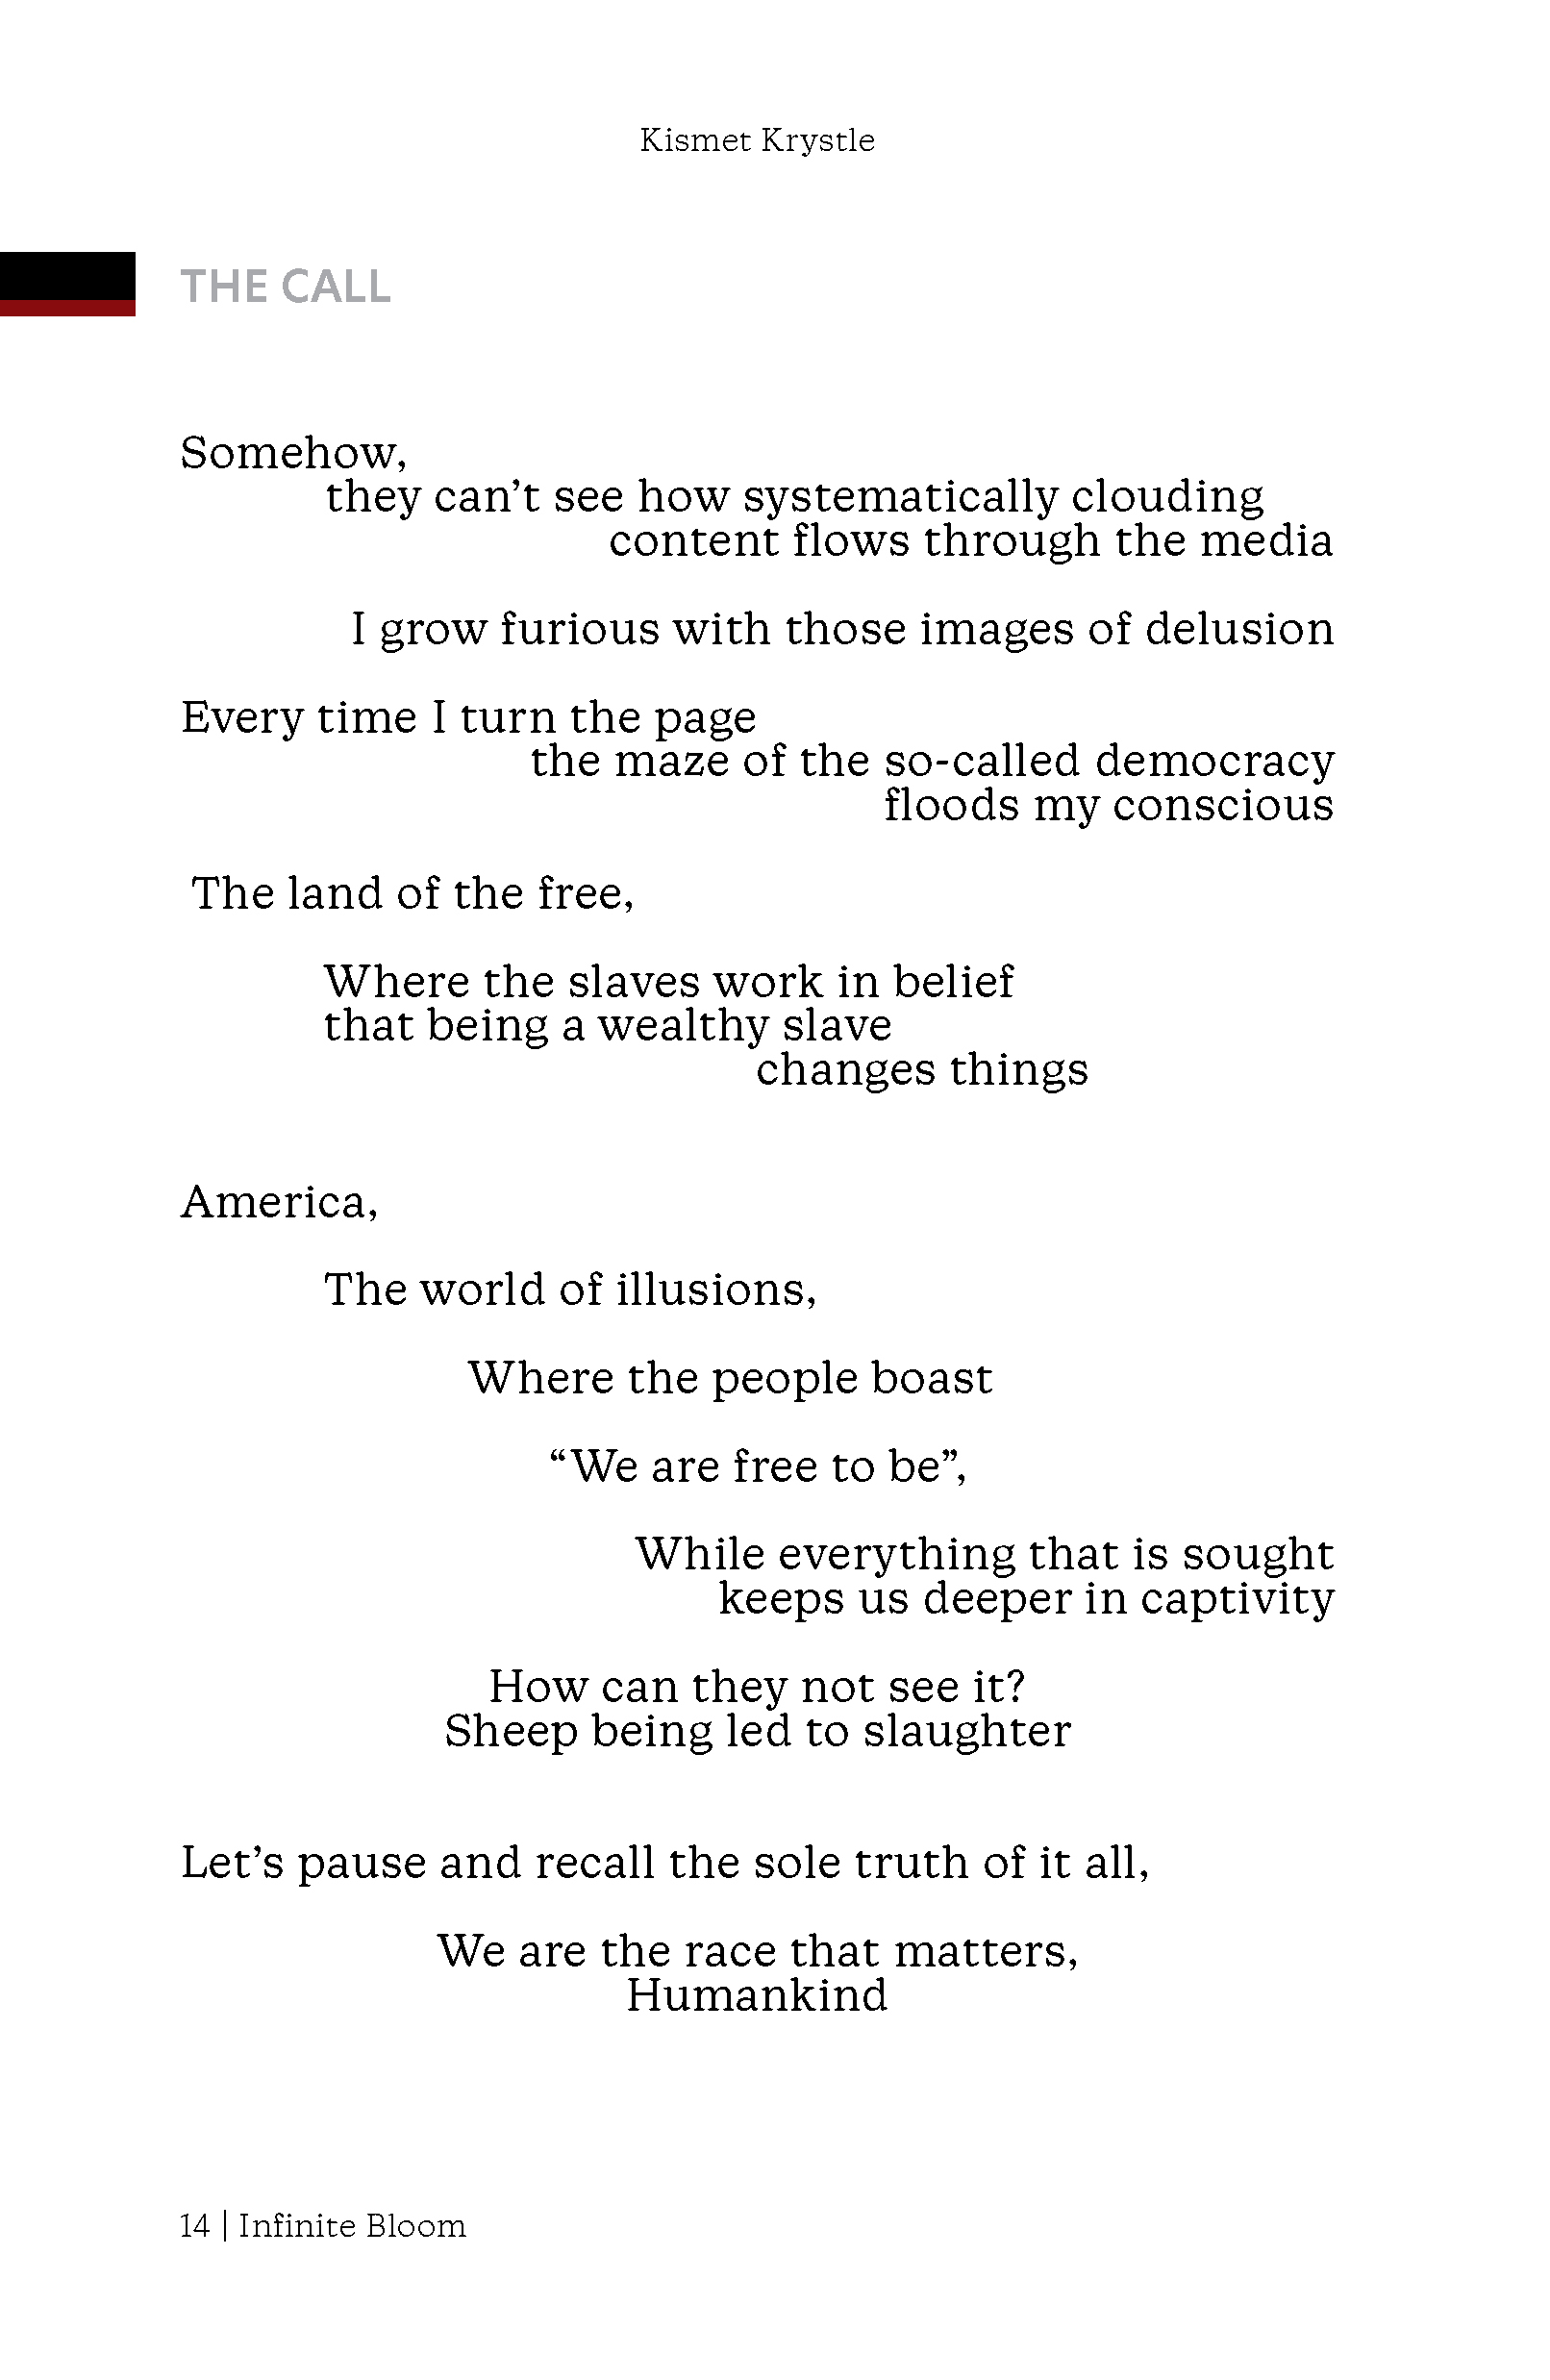 Kismet Krystle
THE CALL
Somehow,
they can’t see how systematically clouding
content flows through the media
I grow furious with those images of delusion
Every time I turn the page
the maze of the so-called democracy
floods my conscious
The land of the free,
Where the slaves work in belief
that being a wealthy slave
changes things
America,
The world of illusions,
Where the people boast
“We are free to be”,
While everything that is sought
keeps us deeper in captivity
How can they not see it?
Sheep being led to slaughter
Let’s pause and recall the sole truth of it all,
We are the race that matters,
Humankind
14 | Infinite Bloom